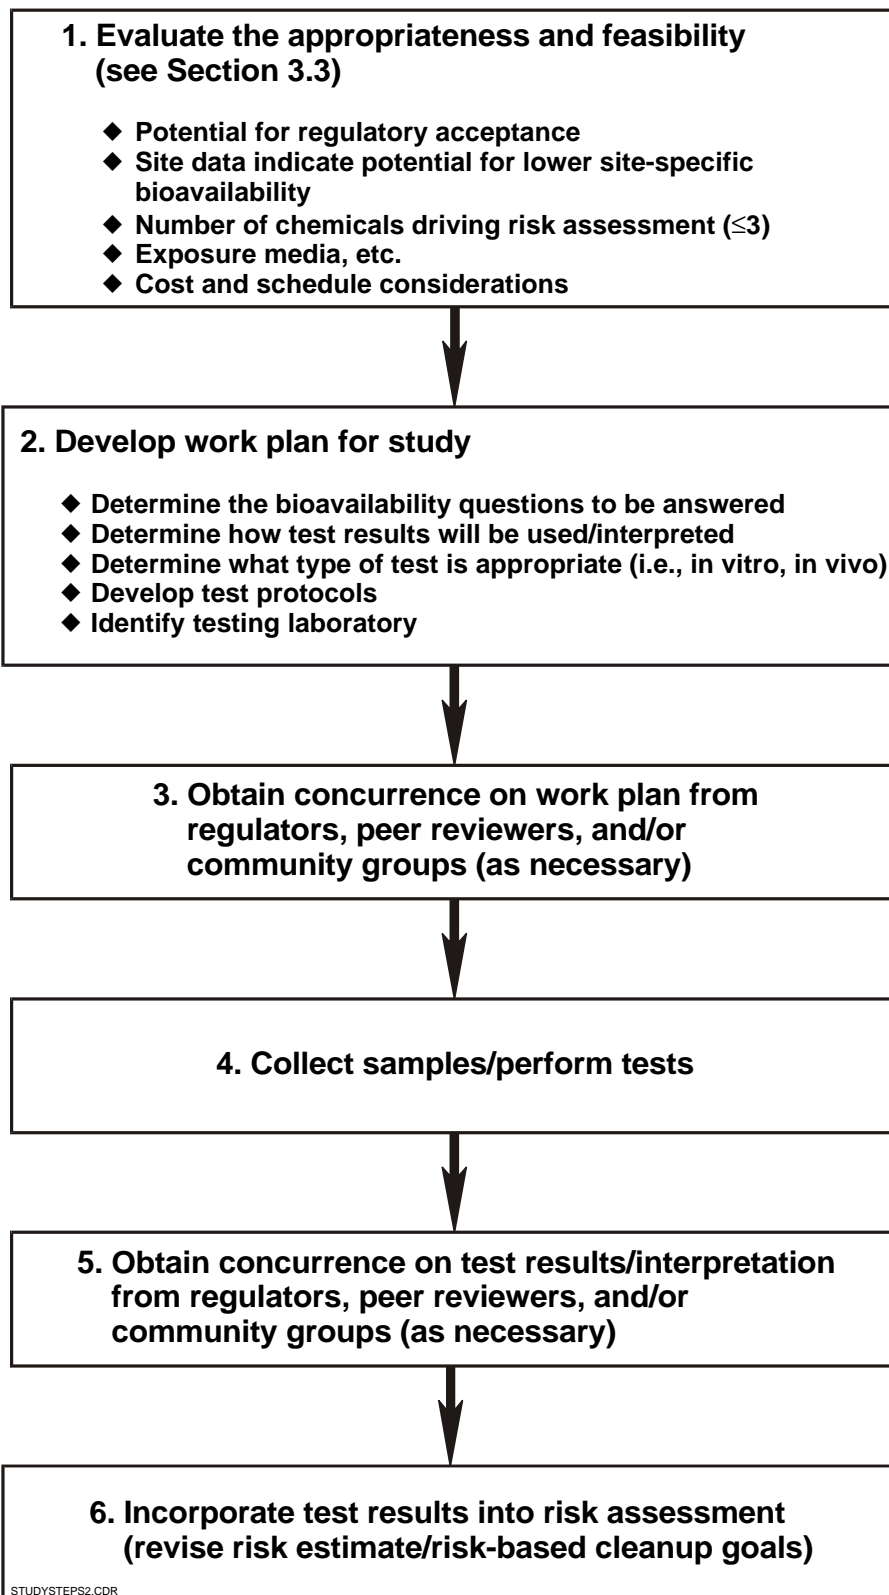 1. Evaluate the appropriateness and feasibility
(see Section 3.3)
◆ Potential for regulatory acceptance
◆ Site data indicate potential for lower site-specific
bioavailability
◆ Number of chemicals driving risk assessment (≤3)
◆ Exposure media, etc.
◆ Cost and schedule considerations
2. Develop work plan for study
◆ Determine the bioavailability questions to be answered
◆ Determine how test results will be used/interpreted
◆ Determine what type of test is appropriate (i.e., in vitro, in vivo)
◆ Develop test protocols
◆ Identify testing laboratory
3. Obtain concurrence on work plan from
regulators, peer reviewers, and/or
community groups (as necessary)
4. Collect samples/perform tests
5. Obtain concurrence on test results/interpretation
from regulators, peer reviewers, and/or
community groups (as necessary)
6. Incorporate test results into risk assessment
(revise risk estimate/risk-based cleanup goals)
STUDYSTEPS2.CDR